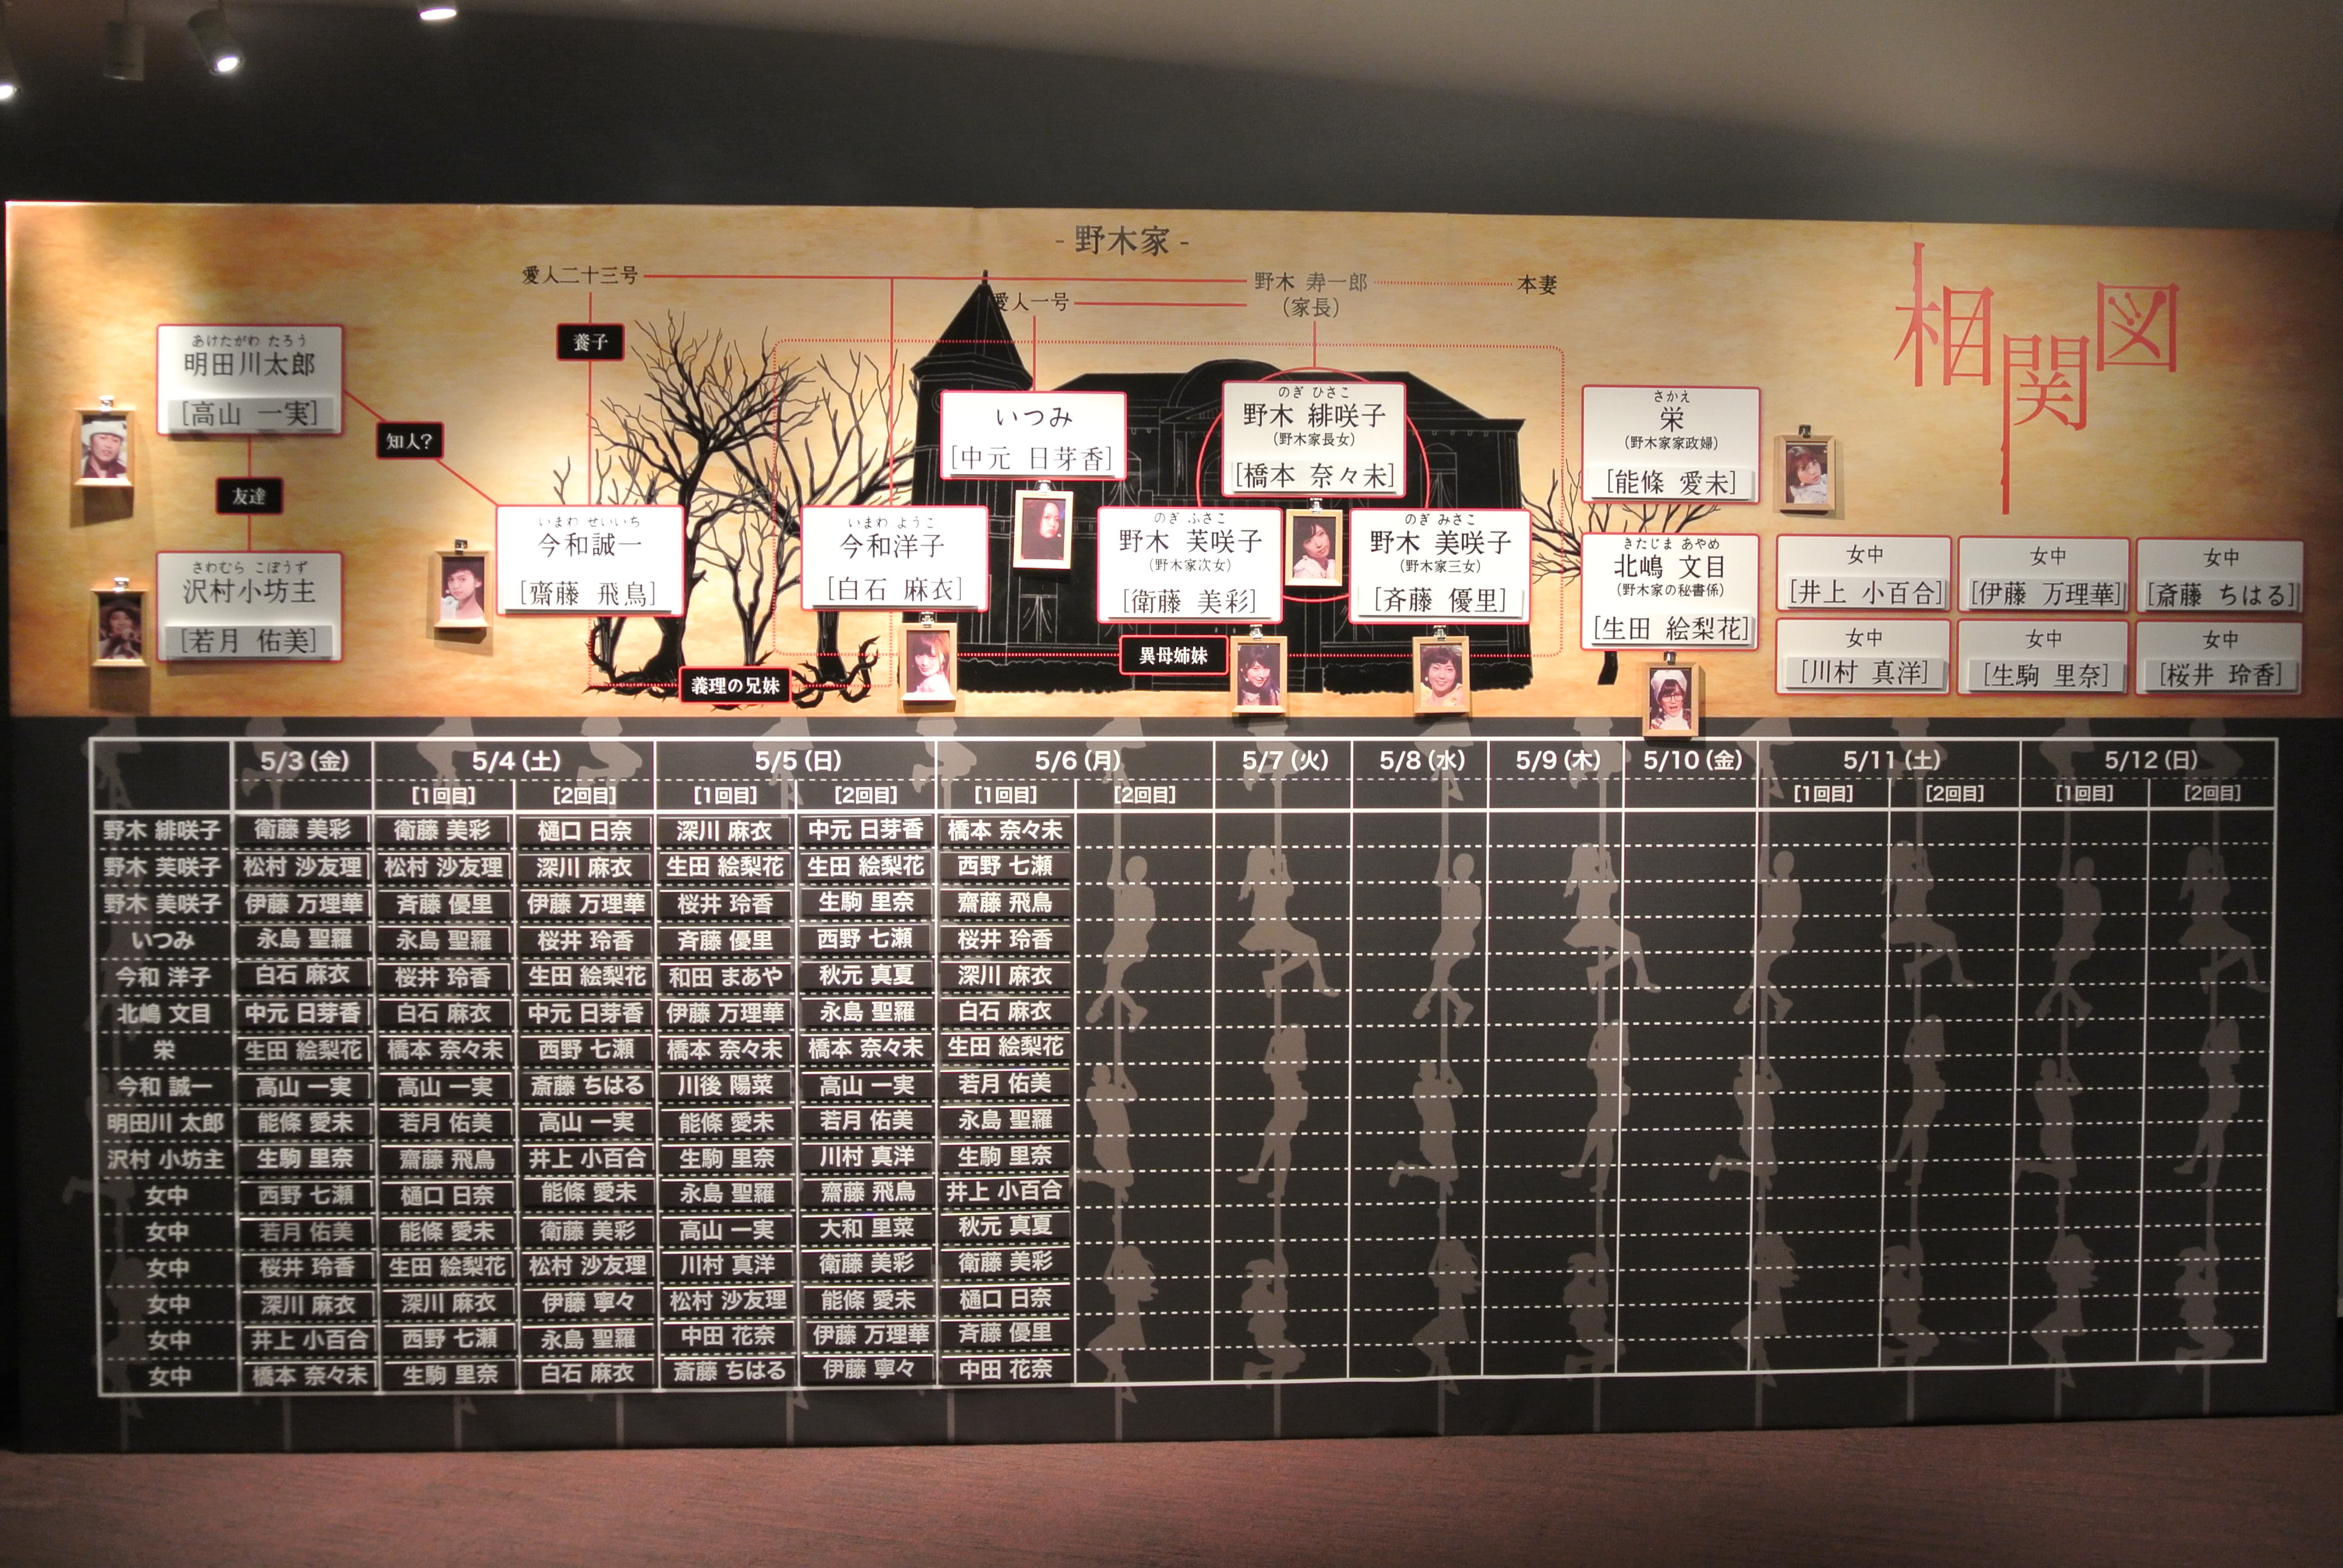 - 野木家 -
愛人二十三号
野木 寿一郎
(家長)
本妻
愛人一号
相関図
養子
あけたがわ たろう
明田川太郎
[高山 一実]
知人?
友達
さわむら こぼうず
沢村小坊主
[若月 佑美]
いまわ せいいち
今和誠一
[齋藤 飛鳥]
いまわ ようこ
今和洋子
[白石 麻衣]
義理の兄妹
いつみ
[中元 日芽香]
のぎ ひさこ
野木 緋咲子
(野木家長女)
[橋本 奈々未]
のぎ ふさこ
野木 芙咲子
(野木家次女)
[衛藤 美彩]
のぎ みさこ
野木 美咲子
(野木家三女)
[斉藤 優里]
異母姉妹
さかえ
栄
(野木家家政婦)
[能條 愛未]
きたじま あやめ
北嶋 文目
(野木家の秘書係)
[生田 絵梨花]
女中
[井上 小百合]
女中
[伊藤 万理華]
女中
[斎藤 ちはる]
女中
[川村 真洋]
女中
[生駒 里奈]
女中
[桜井 玲香]
5/3(金) 5/4(土) 5/5(日) 5/6(月) 5/7(火) 5/8(水) 5/9(木) 5/10(金) 5/11(土) 5/12(日)
[1回目] [2回目] [1回目] [2回目] [1回目] [2回目] [1回目] [2回目] [1回目] [2回目]
野木 緋咲子 衛藤 美彩 衛藤 美彩 樋口 日奈 深川 麻衣 中元 日芽香 橋本 奈々未
野木 芙咲子 松村 沙友理 松村 沙友理 深川 麻衣 生田 絵梨花 生田 絵梨花 西野 七瀬
野木 美咲子 伊藤 万理華 斉藤 優里 伊藤 万理華 桜井 玲香 生駒 里奈 齋藤 飛鳥
いつみ 永島 聖羅 永島 聖羅 桜井 玲香 斉藤 優里 西野 七瀬 桜井 玲香
今和 洋子 白石 麻衣 桜井 玲香 生田 絵梨花 和田 まあや 秋元 真夏 深川 麻衣
北嶋 文目 中元 日芽香 白石 麻衣 中元 日芽香 伊藤 万理華 永島 聖羅 白石 麻衣
栄 生田 絵梨花 橋本 奈々未 西野 七瀬 橋本 奈々未 橋本 奈々未 生田 絵梨花
今和 誠一 高山 一実 高山 一実 斎藤 ちはる 川後 陽菜 高山 一実 若月 佑美
明田川 太郎 能條 愛未 若月 佑美 高山 一実 能條 愛未 若月 佑美 永島 聖羅
沢村 小坊主 生駒 里奈 齋藤 飛鳥 井上 小百合 生駒 里奈 川村 真洋 生駒 里奈
女中 西野 七瀬 樋口 日奈 能條 愛未 永島 聖羅 齋藤 飛鳥 井上 小百合
女中 若月 佑美 能條 愛未 衛藤 美彩 高山 一実 大和 里菜 秋元 真夏
女中 桜井 玲香 生田 絵梨花 松村 沙友理 川村 真洋 衛藤 美彩 衛藤 美彩
女中 深川 麻衣 深川 麻衣 伊藤 寧々 松村 沙友理 能條 愛未 樋口 日奈
女中 井上 小百合 西野 七瀬 永島 聖羅 中田 花奈 伊藤 万理華 斉藤 優里
女中 橋本 奈々未 生駒 里奈 白石 麻衣 斎藤 ちはる 伊藤 寧々 中田 花奈